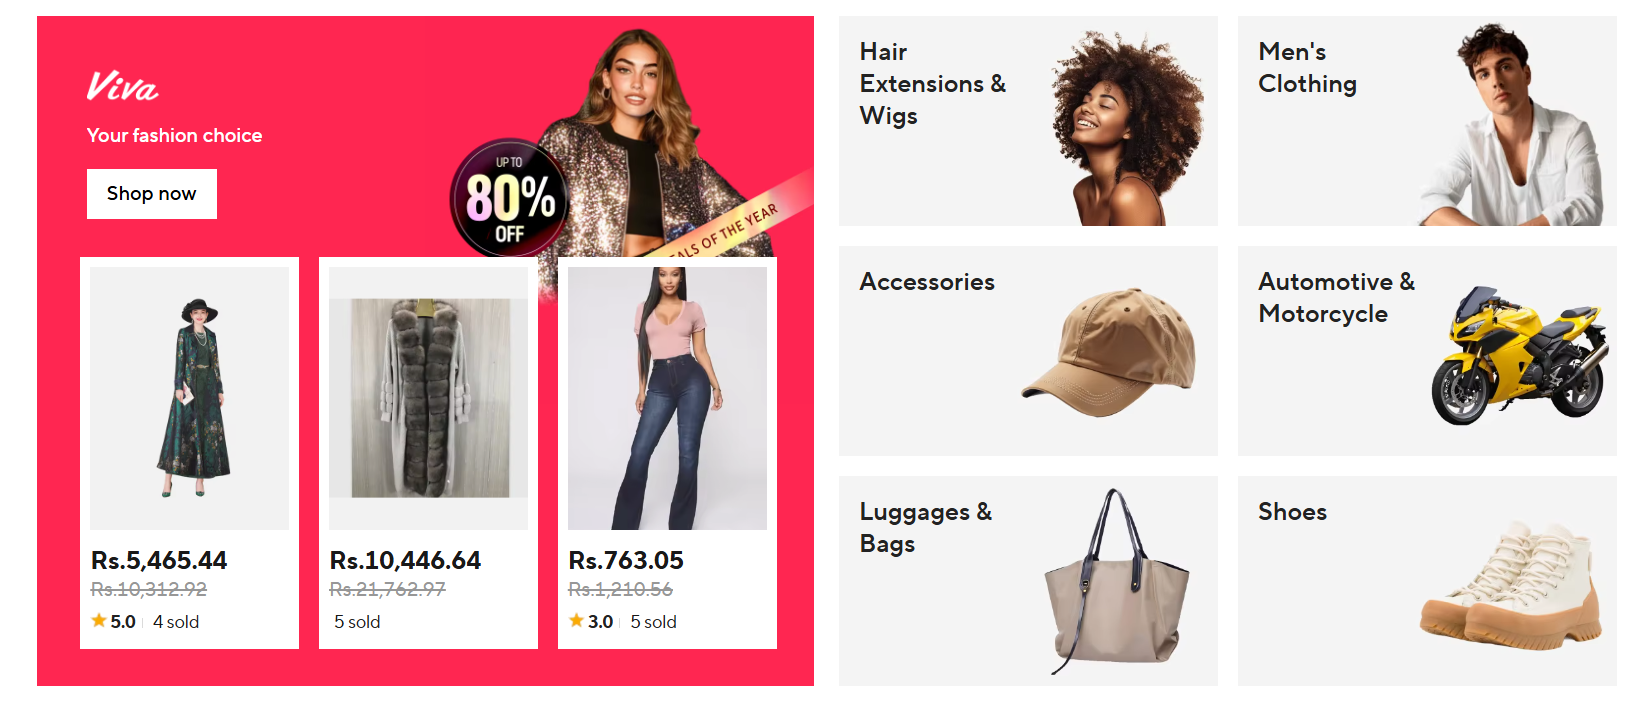 Viva
Your fashion choice
Shop now
UP TO
80%
OFF
OF THE YEAR
Rs.5,465.44
Rs.10,312.92
5.0
4 sold
Rs.10,446.64
Rs.21,762.97
5 sold
Rs.763.05
Rs.1,210.56
3.0
5 sold
Hair
Extensions &
Wigs
Men's
Clothing
Accessories
Automotive &
Motorcycle
Luggages &
Bags
Shoes